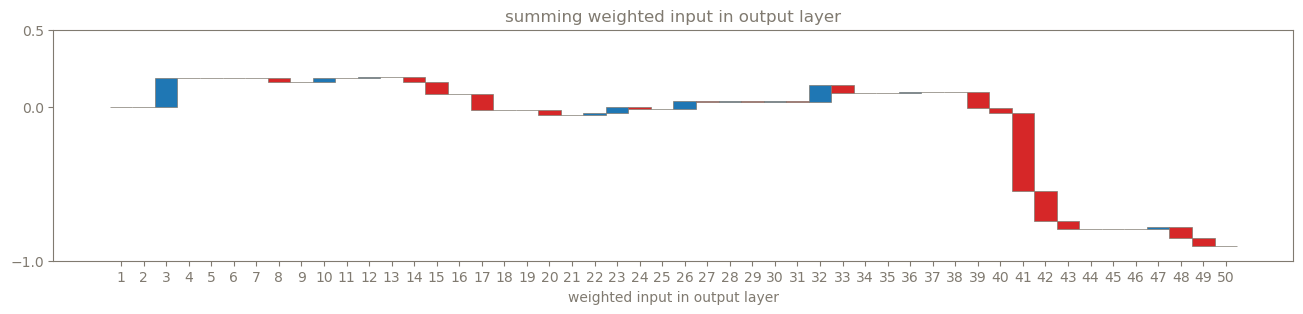 summing weighted input in output layer
0.5
0.0
−1.0
1 2 3 4 5 6 7 8 9 10 11 12 13 14 15 16 17 18 19 20 21 22 23 24 25 26 27 28 29 30 31 32 33 34 35 36 37 38 39 40 41 42 43 44 45 46 47 48 49 50
weighted input in output layer